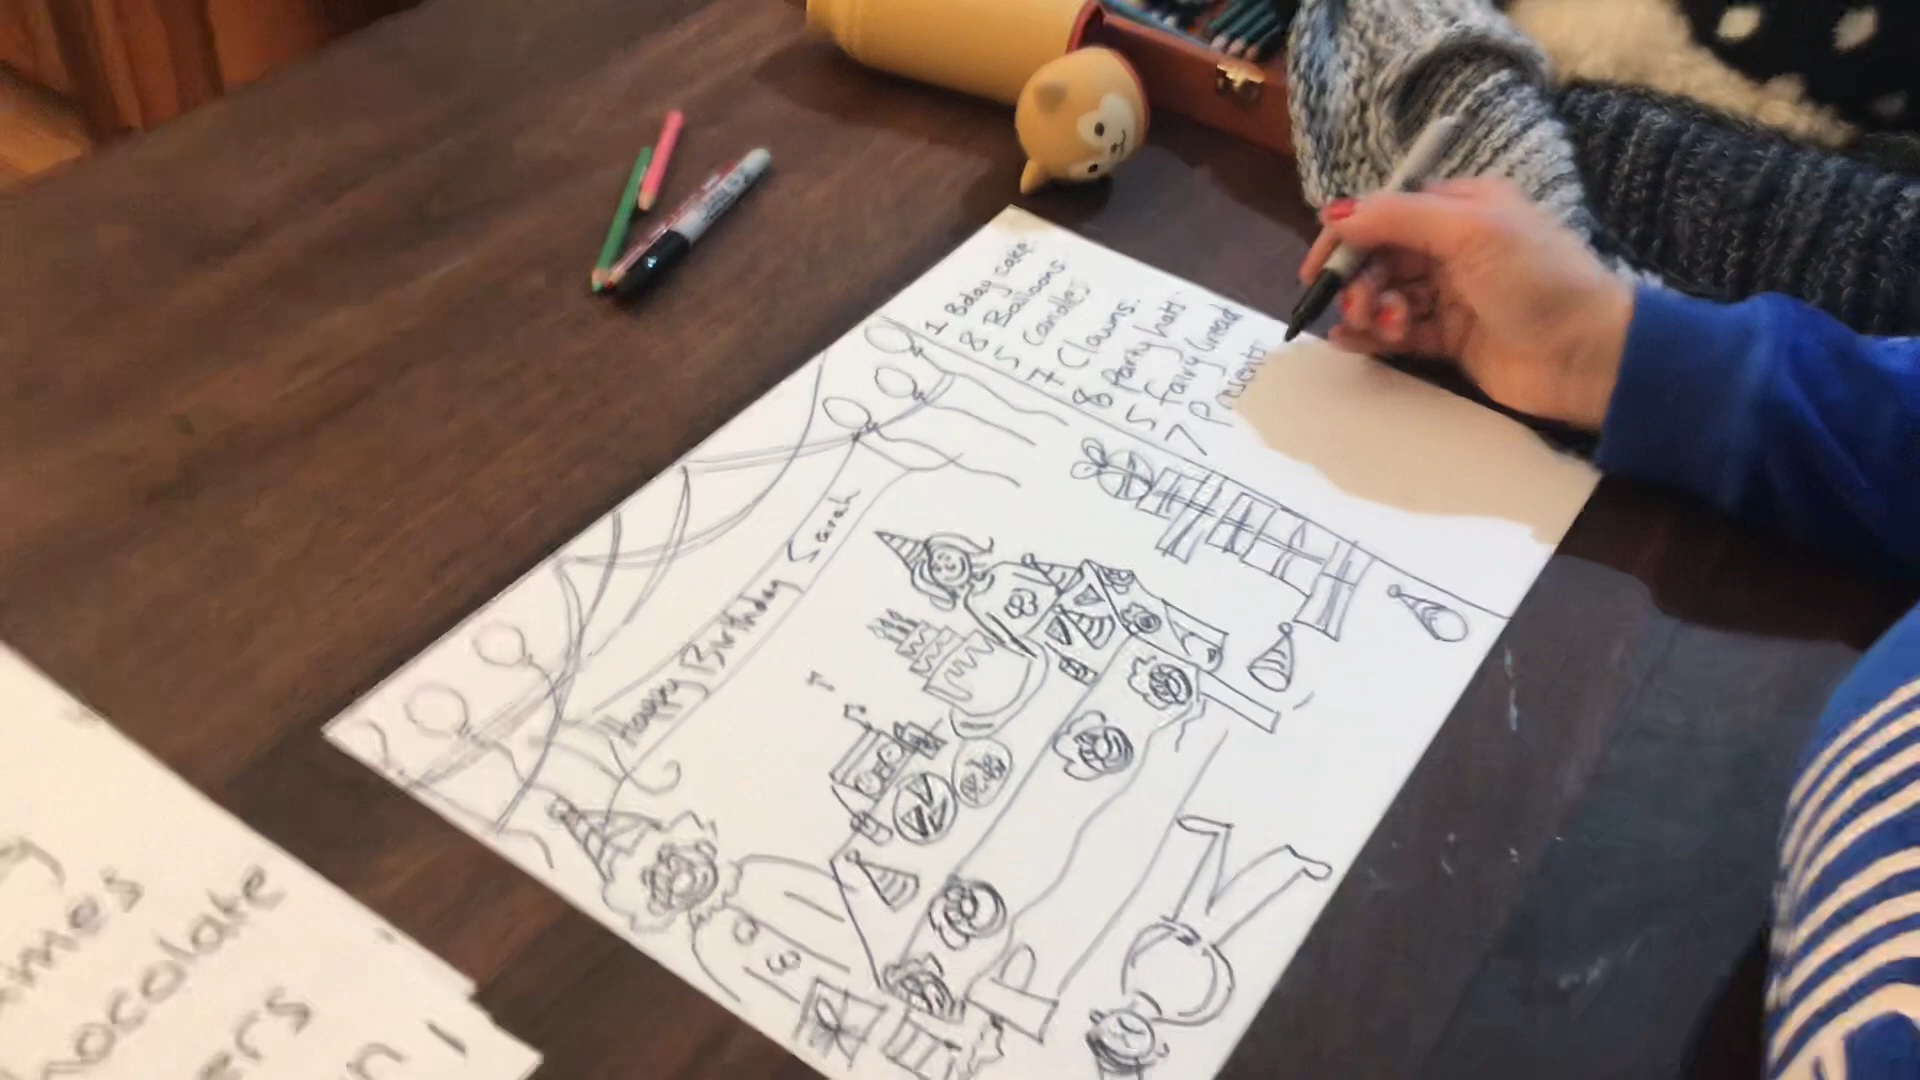 1 Bday cake
8 Balloons
5 Candles
7 Clowns.
8 Party hats
5 fairy bread
7 Presents
Happy Birthday Sarah
mes
hocolate
ers